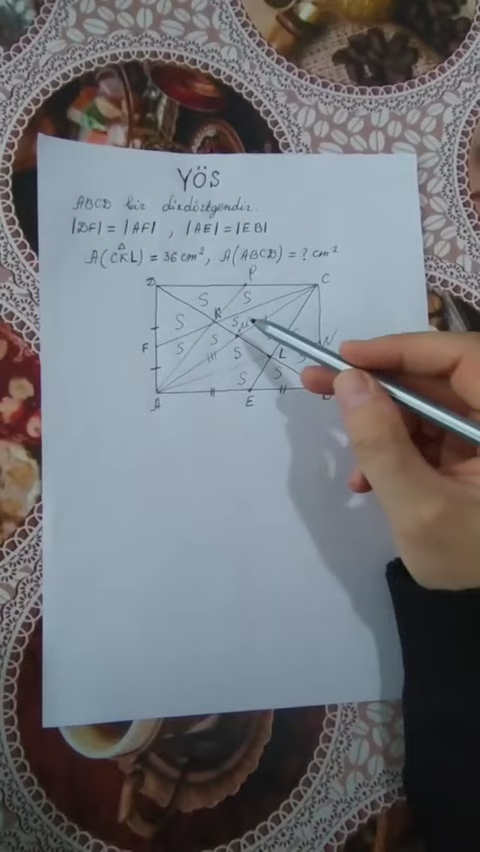 YÖS
ABCD bir dikdörtgendir.
|DF| = |AF| , |AE| = |EB|
A(CKL) = 36 cm², A(ABCD) = ? cm²
D P C
S S
S K S M
F S S S N
S L S
S S
A E